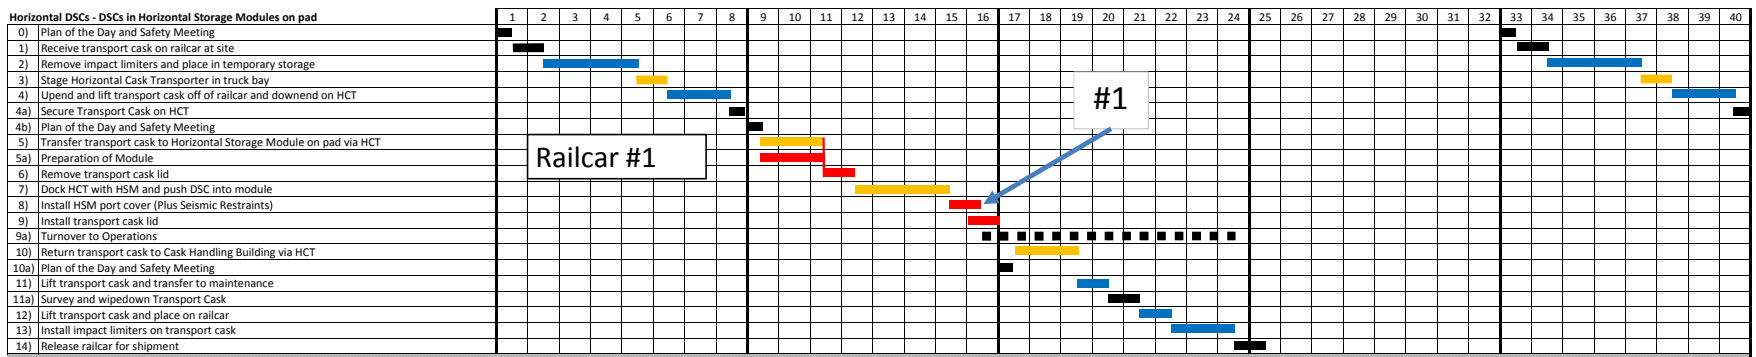 Horizontal DSCs - DSCs in Horizontal Storage Modules on pad 1 2 3 4 5 6 7 8 9 10 11 12 13 14 15 16 17 18 19 20 21 22 23 24 25 26 27 28 29 30 31 32 33 34 35 36 37 38 39 40
0) Plan of the Day and Safety Meeting
1) Receive transport cask on railcar at site
2) Remove impact limiters and place in temporary storage
3) Stage Horizontal Cask Transporter in truck bay
4) Upend and lift transport cask off of railcar and downend on HCT
4a) Secure Transport Cask on HCT
4b) Plan of the Day and Safety Meeting
5) Transfer transport cask to Horizontal Storage Module on pad via HCT
5a) Preparation of Module
6) Remove transport cask lid
7) Dock HCT with HSM and push DSC into module
8) Install HSM port cover (Plus Seismic Restraints)
9) Install transport cask lid
9a) Turnover to Operations
10) Return transport cask to Cask Handling Building via HCT
10a) Plan of the Day and Safety Meeting
11) Lift transport cask and transfer to maintenance
11a) Survey and wipedown Transport Cask
12) Lift transport cask and place on railcar
13) Install impact limiters on transport cask
14) Release railcar for shipment
Railcar #1
#1